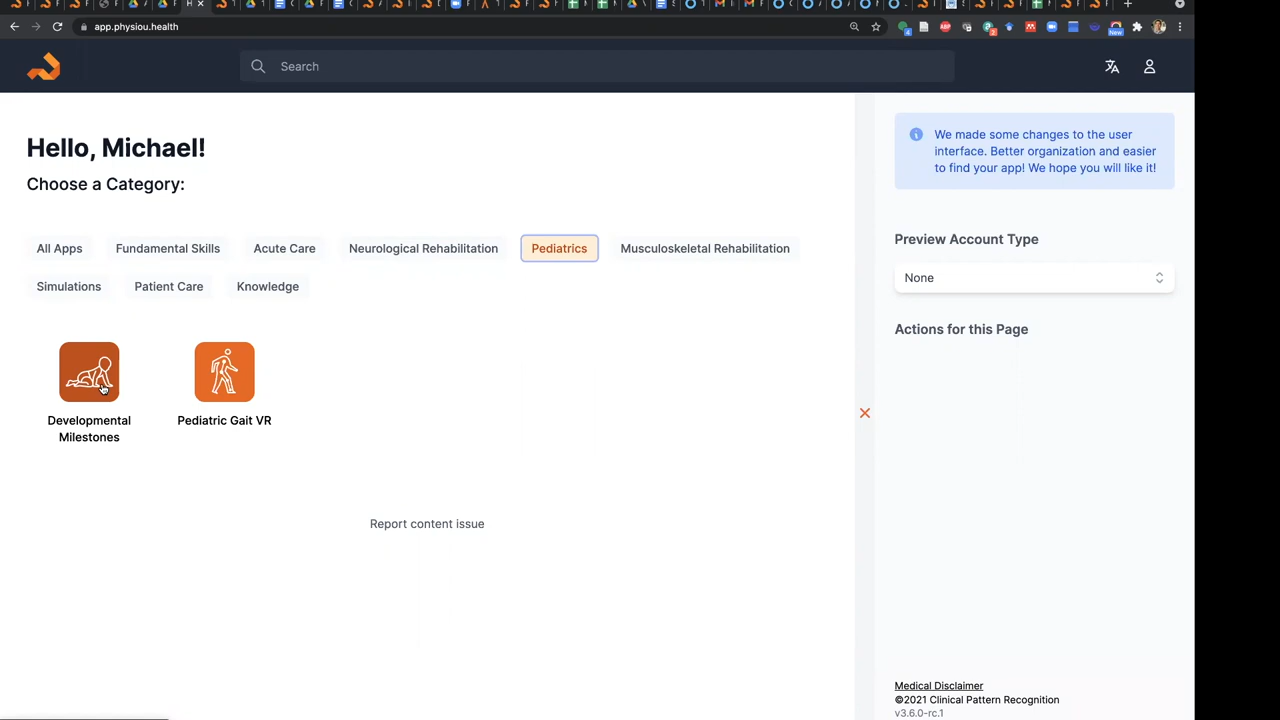 app.physiou.health
New
Search
Hello, Michael!
Choose a Category:
All Apps
Fundamental Skills
Acute Care
Neurological Rehabilitation
Pediatrics
Musculoskeletal Rehabilitation
Simulations
Patient Care
Knowledge
Developmental
Milestones
Pediatric Gait VR
Report content issue
We made some changes to the user
interface. Better organization and easier
to find your app! We hope you will like it!
Preview Account Type
None
Actions for this Page
Medical Disclaimer
©2021 Clinical Pattern Recognition
v3.6.0-rc.1